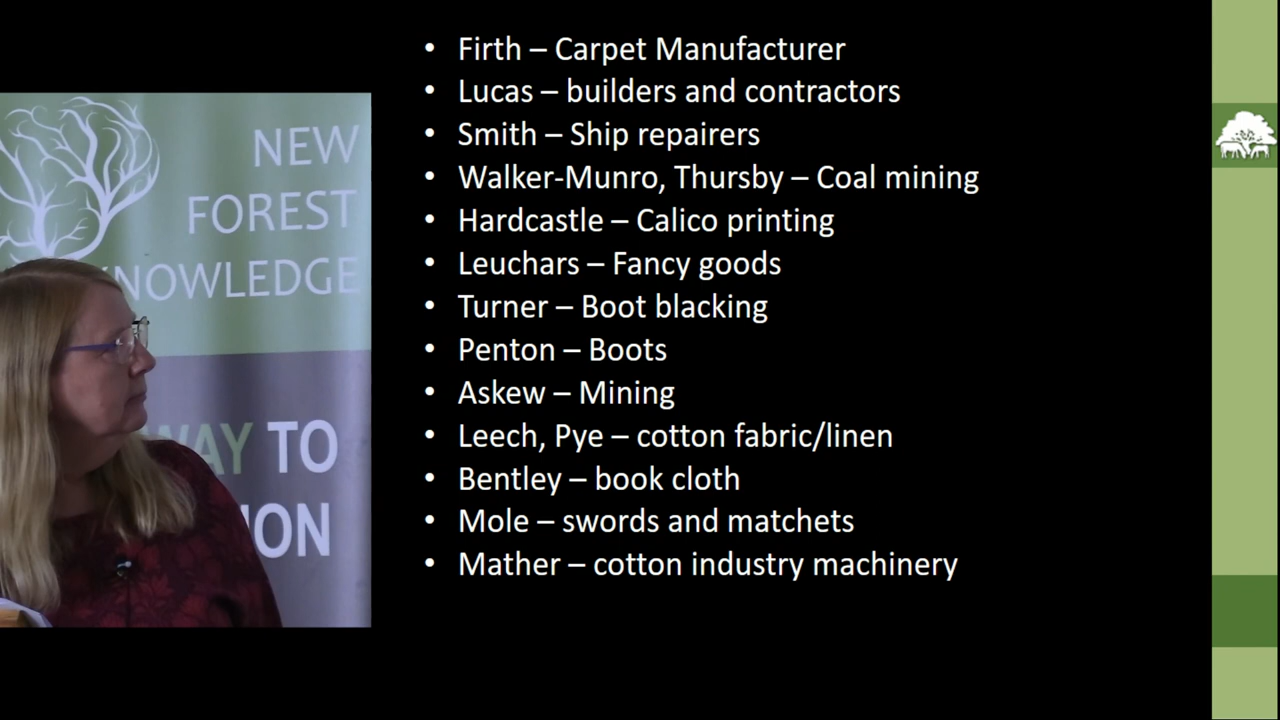 • Firth – Carpet Manufacturer
• Lucas – builders and contractors
• Smith – Ship repairers
• Walker-Munro, Thursby – Coal mining
• Hardcastle – Calico printing
• Leuchars – Fancy goods
• Turner – Boot blacking
• Penton – Boots
• Askew – Mining
• Leech, Pye – cotton fabric/linen
• Bentley – book cloth
• Mole – swords and matchets
• Mather – cotton industry machinery
NEW
FOREST
NOWLEDGE
WAY TO
ION